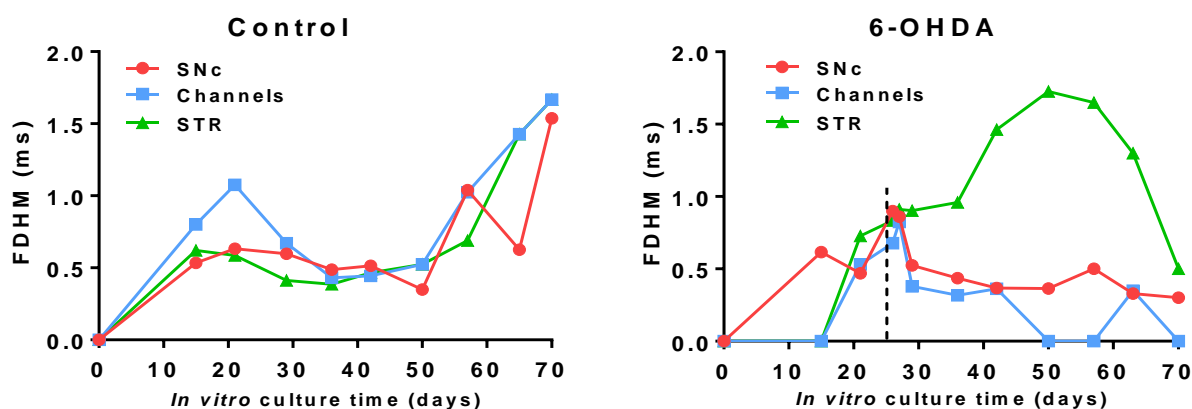 Control
FDHM (ms)
2.0
1.5
1.0
0.5
0.0
SNc
Channels
STR
0 10 20 30 40 50 60 70
In vitro culture time (days)
6-OHDA
FDHM (ms)
2.0
1.5
1.0
0.5
0.0
SNc
Channels
STR
0 10 20 30 40 50 60 70
In vitro culture time (days)